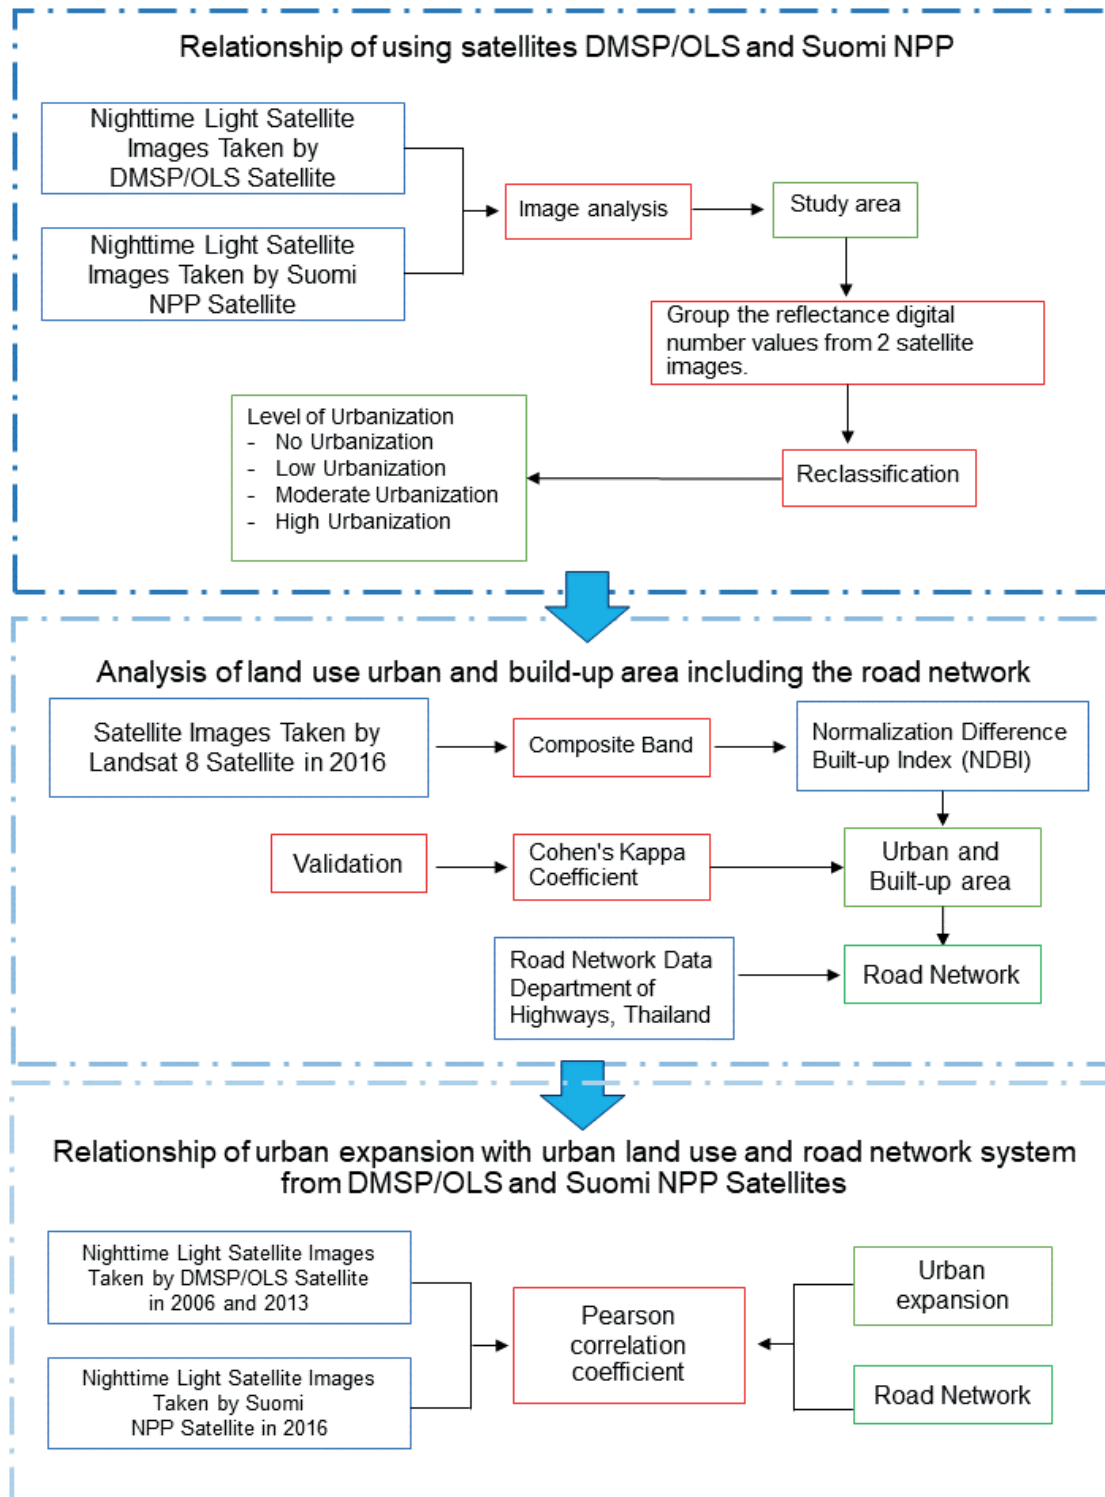 Relationship of using satellites DMSP/OLS and Suomi NPP
Nighttime Light Satellite
Images Taken by
DMSP/OLS Satellite
Nighttime Light Satellite
Images Taken by Suomi
NPP Satellite
Image analysis
Study area
Group the reflectance digital
number values from 2 satellite
images.
Reclassification
Level of Urbanization
- No Urbanization
- Low Urbanization
- Moderate Urbanization
- High Urbanization
Analysis of land use urban and build-up area including the road network
Satellite Images Taken by
Landsat 8 Satellite in 2016
Composite Band
Normalization Difference
Built-up Index (NDBI)
Validation
Cohen's Kappa
Coefficient
Urban and
Built-up area
Road Network Data
Department of
Highways, Thailand
Road Network
Relationship of urban expansion with urban land use and road network system
from DMSP/OLS and Suomi NPP Satellites
Nighttime Light Satellite Images
Taken by DMSP/OLS Satellite
in 2006 and 2013
Nighttime Light Satellite Images
Taken by Suomi
NPP Satellite in 2016
Pearson
correlation
coefficient
Urban
expansion
Road Network